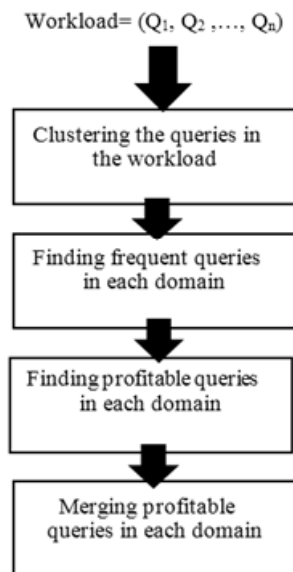 Workload= (Q₁, Q₂ ,…, Qₙ)
Clustering the queries in
the workload
Finding frequent queries
in each domain
Finding profitable queries
in each domain
Merging profitable
queries in each domain